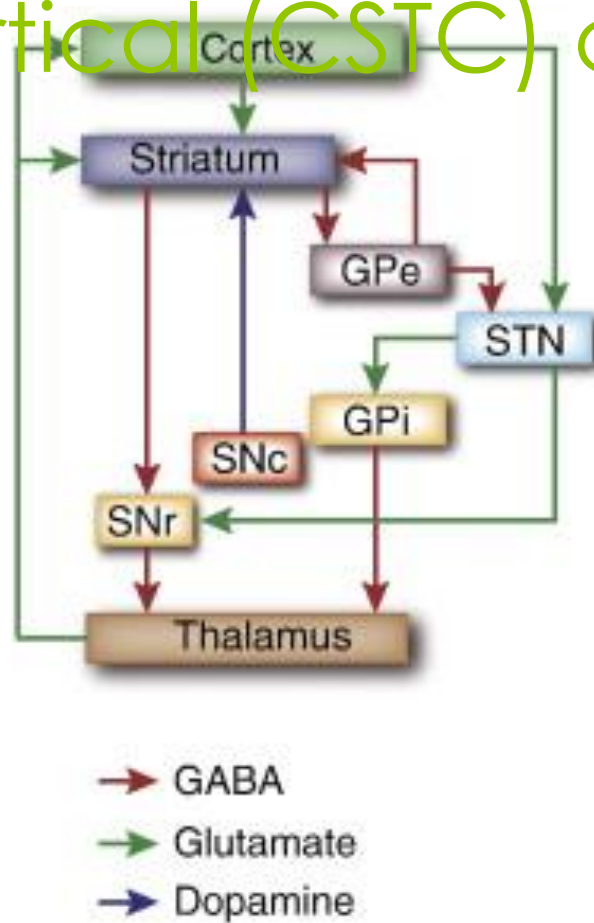 rtical (CSTC) c
Cortex
Striatum
GPe
STN
GPi
SNc
SNr
Thalamus
GABA
Glutamate
Dopamine